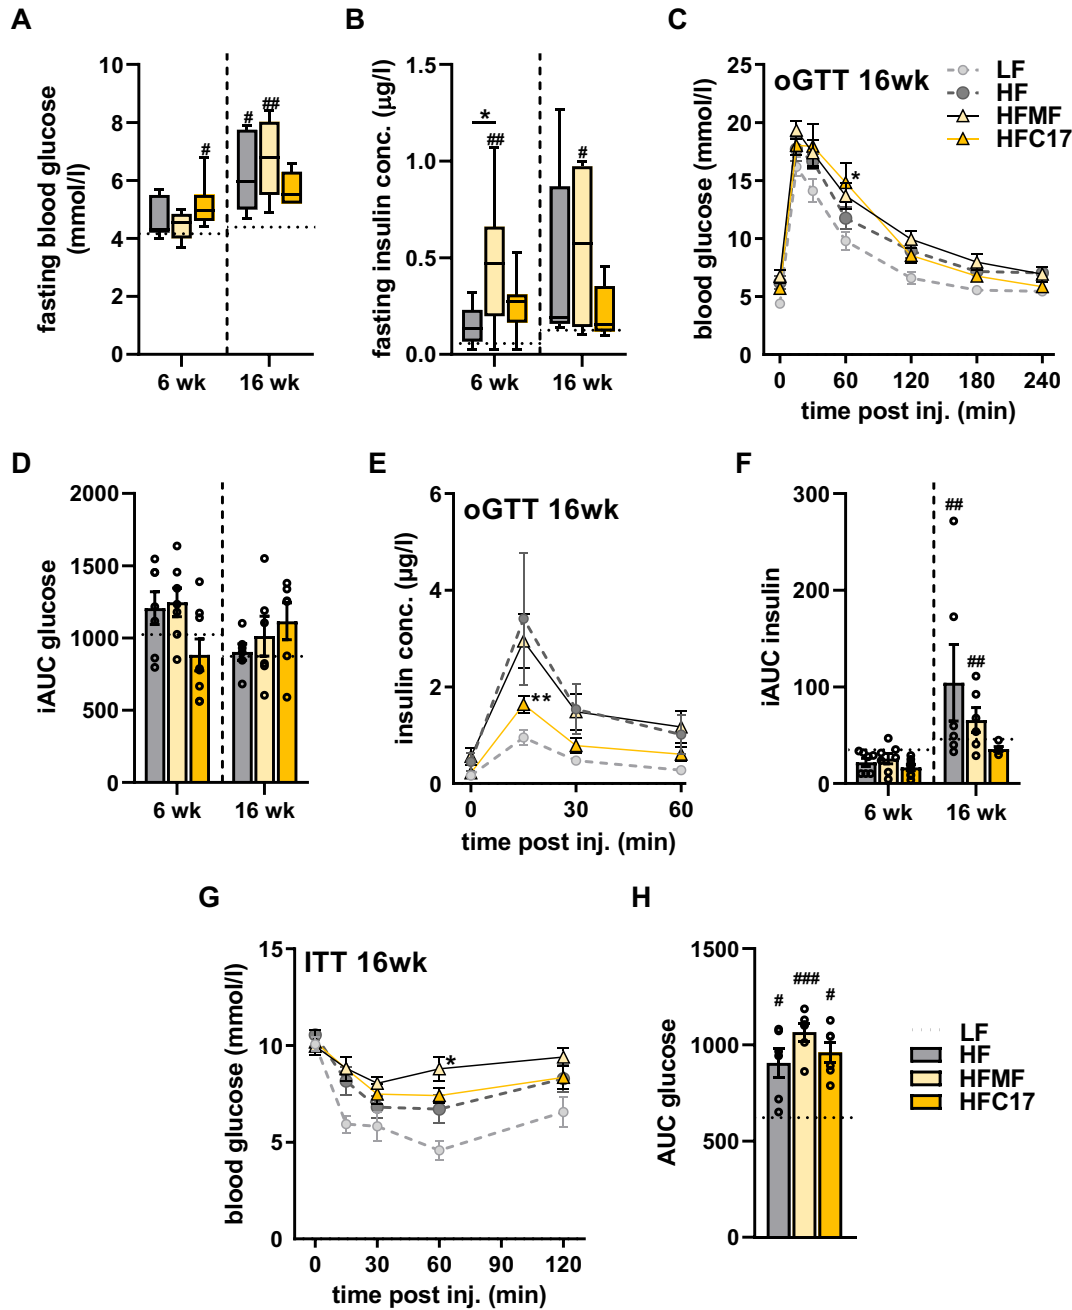 A
fasting blood glucose
(mmol/l)
10
8
6
4
2
0
#
#
##
6 wk
16 wk
B
fasting insulin conc. (µg/l)
1.5
1.0
0.5
0.0
*
##
#
6 wk
16 wk
C
oGTT 16wk
LF
HF
HFMF
HFC17
blood glucose (mmol/l)
25
20
15
10
5
0
*
0
60
120
180
240
time post inj. (min)
D
iAUC glucose
2000
1500
1000
500
0
6 wk
16 wk
E
oGTT 16wk
insulin conc. (µg/l)
6
4
2
0
**
0
30
60
time post inj. (min)
F
iAUC insulin
300
200
100
0
##
##
6 wk
16 wk
G
ITT 16wk
blood glucose (mmol/l)
15
10
5
0
*
0
30
60
90
120
time post inj. (min)
H
AUC glucose
1500
1000
500
0
#
###
#
LF
HF
HFMF
HFC17